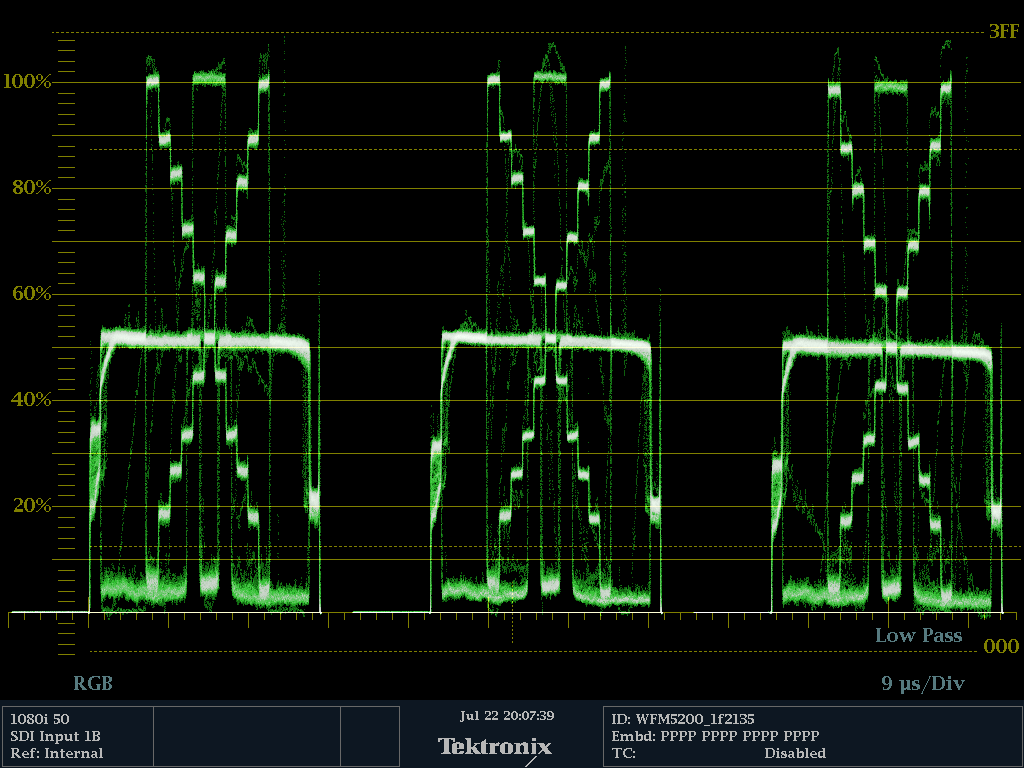 3FF
100%
80%
60%
40%
20%
Low Pass
000
RGB
9 µs/Div
1080i 50
SDI Input 1B
Ref: Internal
Jul 22 20:07:39
Tektronix
ID: WFM5200_1f2135
Embd: PPPP PPPP PPPP PPPP
TC: Disabled